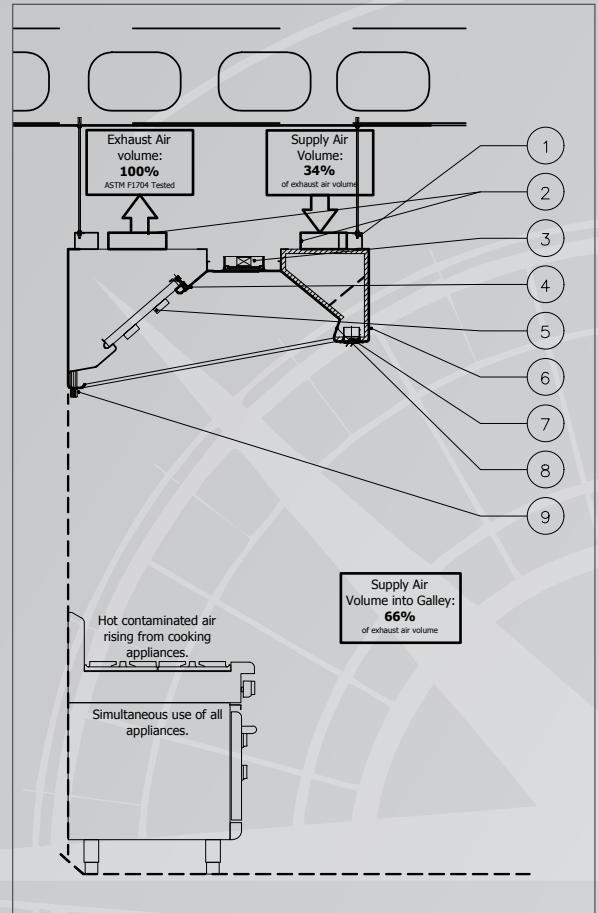 Exhaust Air
volume:
100%
ASTM F1704 Tested
Supply Air
Volume:
34%
of exhaust air volume
1
2
3
4
5
6
7
8
9
Supply Air
Volume into Galley:
66%
of exhaust air volume
Hot contaminated air
rising from cooking
appliances.
Simultaneous use of all
appliances.